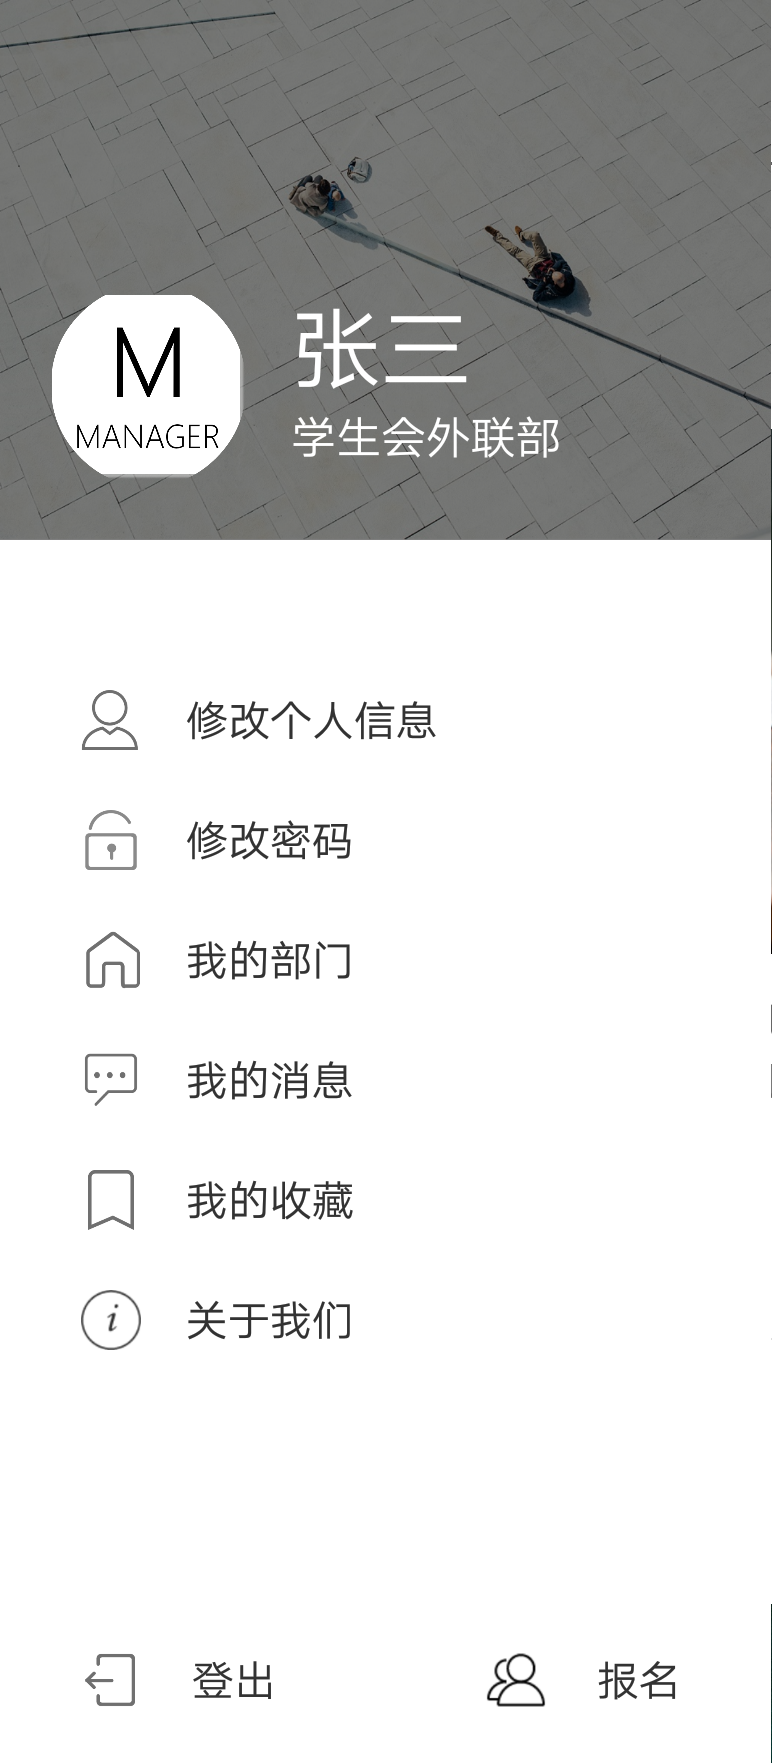 张三
M
MANAGER
学生会外联部
修改个人信息
修改密码
我的部门
我的消息
我的收藏
关于我们
登出
报名